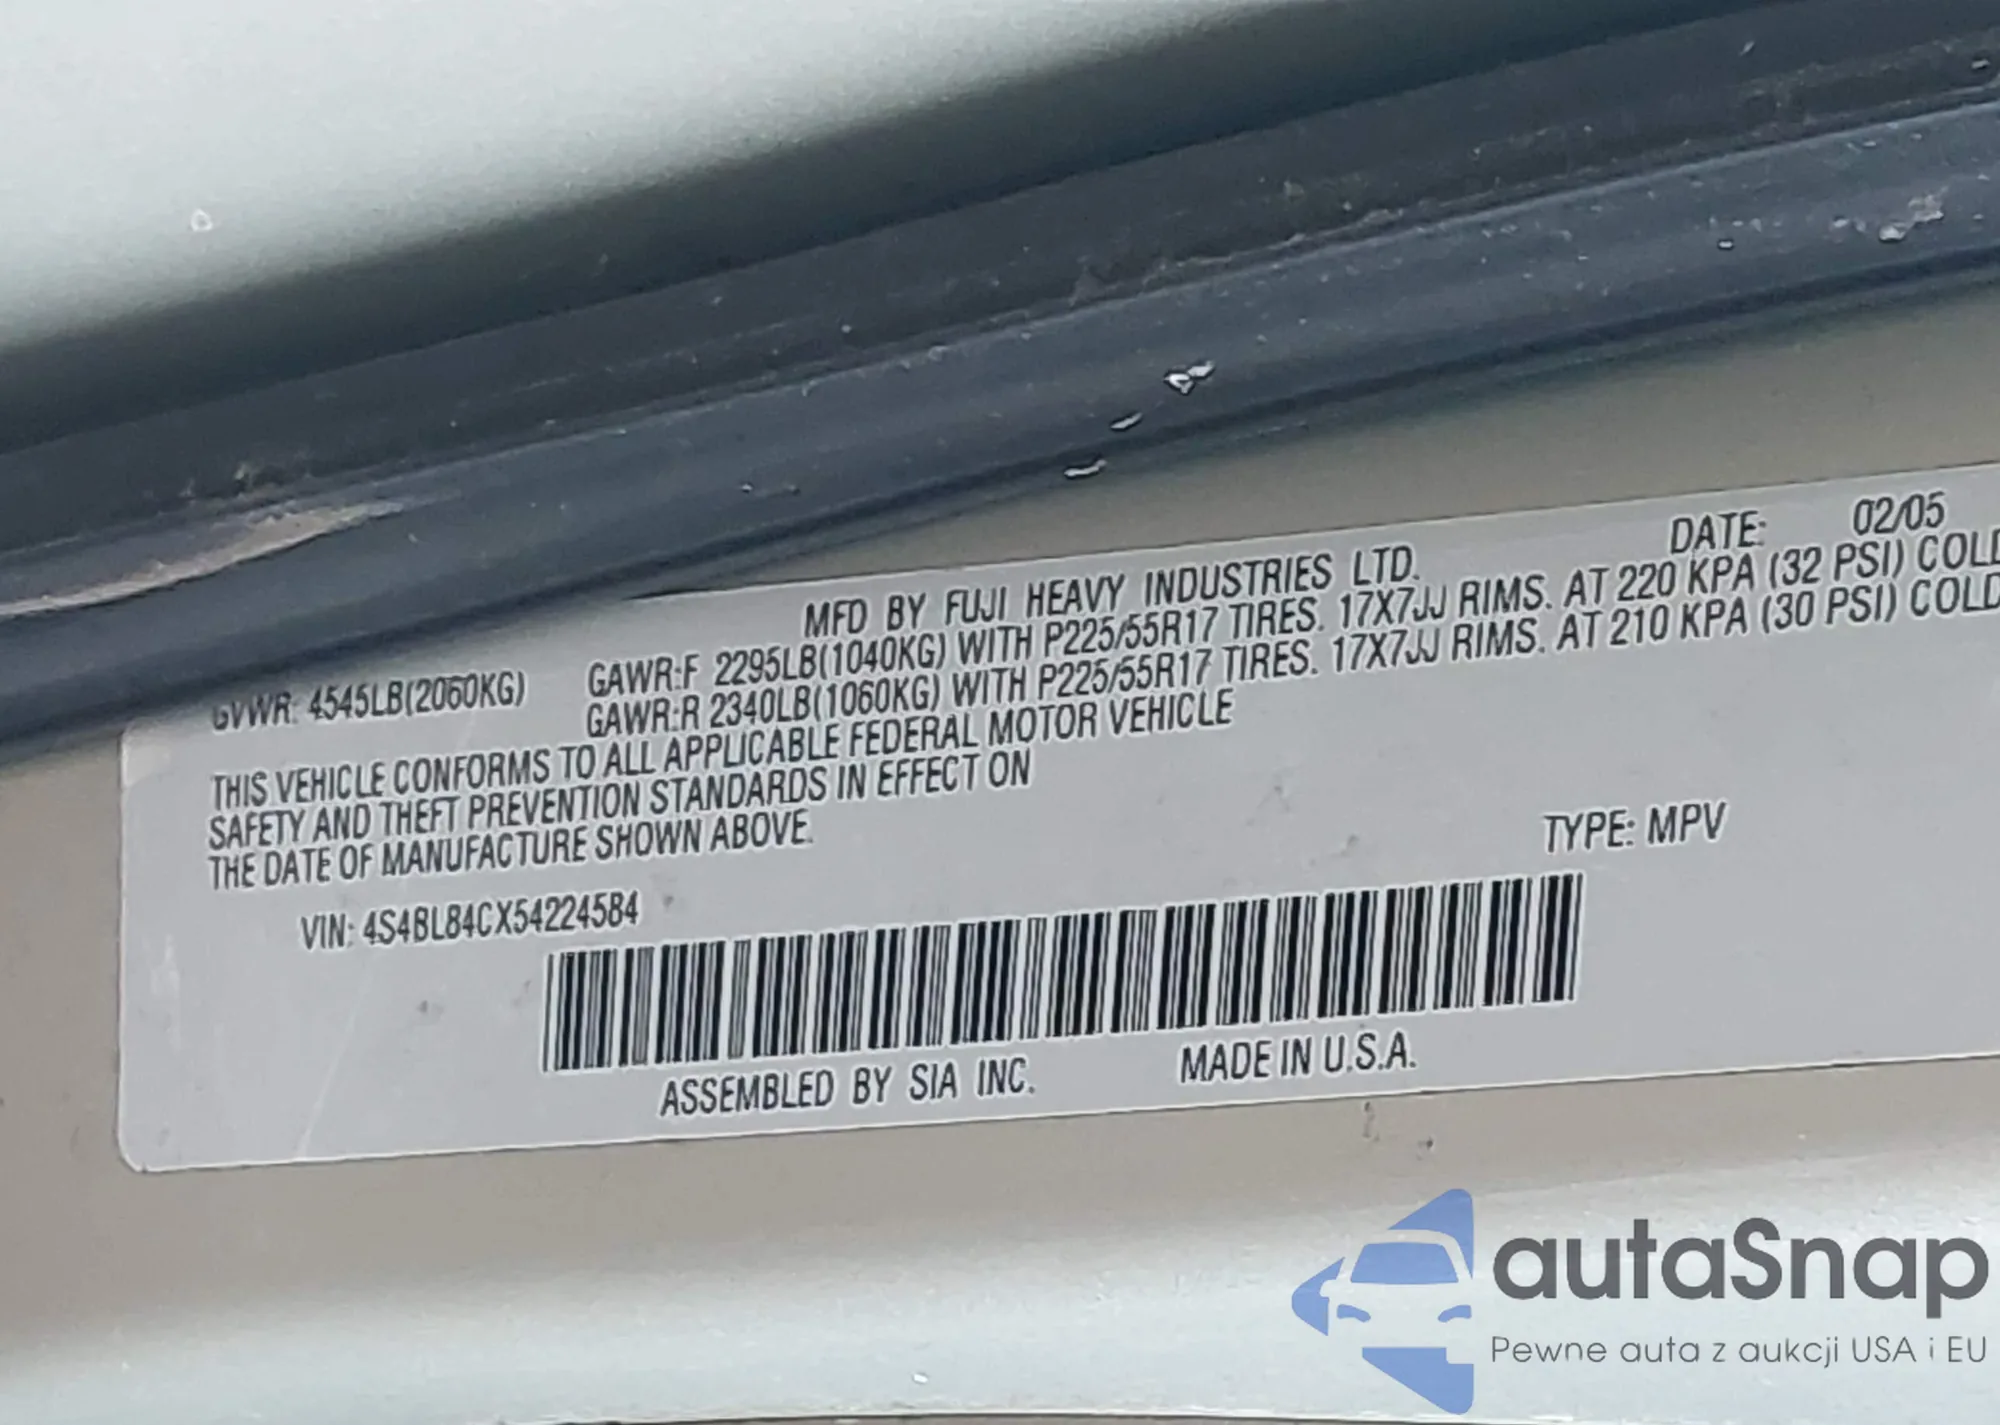 MFD BY FUJI HEAVY INDUSTRIES LTD. DATE: 02/05
GVWR: 4545LB(2060KG) GAWR:F 2295LB(1040KG) WITH P225/55R17 TIRES. 17X7JJ RIMS. AT 220 KPA (32 PSI) COLD
GAWR:R 2340LB(1060KG) WITH P225/55R17 TIRES. 17X7JJ RIMS. AT 210 KPA (30 PSI) COLD
THIS VEHICLE CONFORMS TO ALL APPLICABLE FEDERAL MOTOR VEHICLE
SAFETY AND THEFT PREVENTION STANDARDS IN EFFECT ON
THE DATE OF MANUFACTURE SHOWN ABOVE.
TYPE: MPV
VIN: 4S4BL84CX54224584
ASSEMBLED BY SIA INC. MADE IN U.S.A.
autaSnap
Pewne auta z aukcji USA i EU